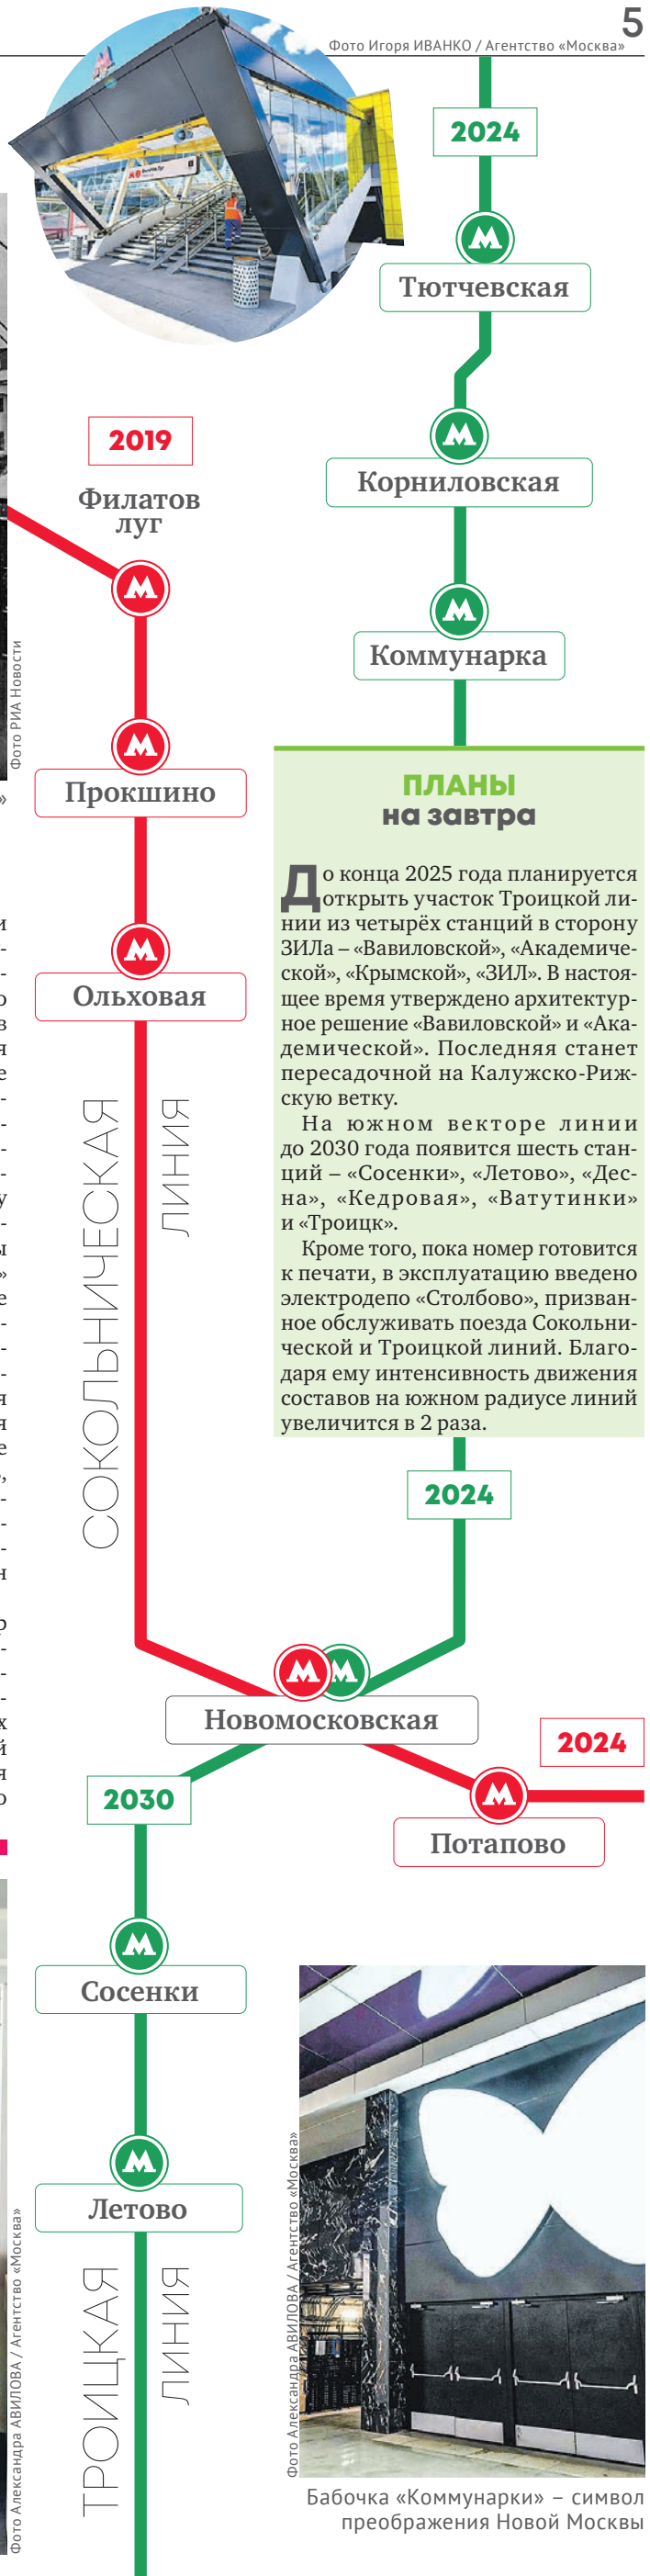 5
Фото Игоря ИВАНКО / Агентство «Москва»
2024
Тютчевская
2019
Филатов
луг
Корниловская
Коммунарка
Фото РИА Новости
Прокшино
Ольховая
СОКОЛЬНИЧЕСКАЯ
ЛИНИЯ
ПЛАНЫ
на завтра
До конца 2025 года планируется
открыть участок Троицкой ли-
нии из четырёх станций в сторону
ЗИЛа – «Вавиловской», «Академиче-
ской», «Крымской», «ЗИЛ». В настоя-
щее время утверждено архитектур-
ное решение «Вавиловской» и «Ака-
демической». Последняя станет
пересадочной на Калужско-Риж-
скую ветку.
На южном векторе линии
до 2030 года появится шесть стан-
ций – «Сосенки», «Летово», «Дес-
на», «Кедровая», «Ватутинки»
и «Троицк».
Кроме того, пока номер готовится
к печати, в эксплуатацию введено
электродепо «Столбово», призван-
ное обслуживать поезда Сокольни-
ческой и Троицкой линий. Благо-
даря ему интенсивность движения
составов на южном радиусе линий
увеличится в 2 раза.
2024
Новомосковская
2024
Потапово
2030
Сосенки
Летово
ТРОИЦКАЯ
ЛИНИЯ
Фото Александра АВИЛОВА / Агентство «Москва»
Фото Александра АВИЛОВА / Агентство «Москва»
Бабочка «Коммунарки» – символ
преображения Новой Москвы